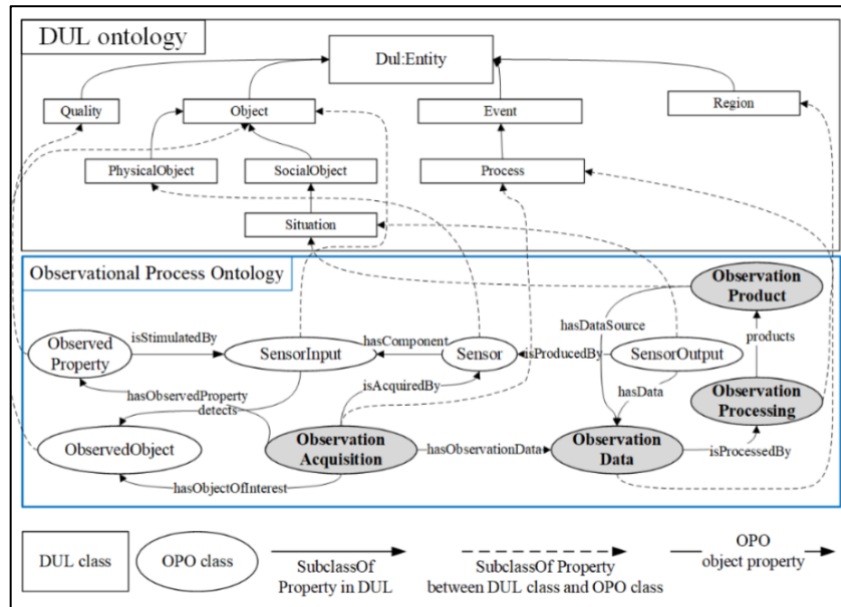 DUL ontology
Dul:Entity
Quality
Object
Event
Region
PhysicalObject
SocialObject
Process
Situation
Observational Process Ontology
Observation
Product
hasDataSource
Observed
Property
isStimulatedBy
SensorInput
hasComponent
Sensor
isProducedBy
SensorOutput
products
hasObservedProperty
detects
isAcquiredBy
hasData
Observation
Processing
ObservedObject
Observation
Acquisition
hasObservationData
Observation
Data
isProcessedBy
hasObjectOfInterest
DUL class
OPO class
SubclassOf
Property in DUL
SubclassOf Property
between DUL class and OPO class
OPO
object property